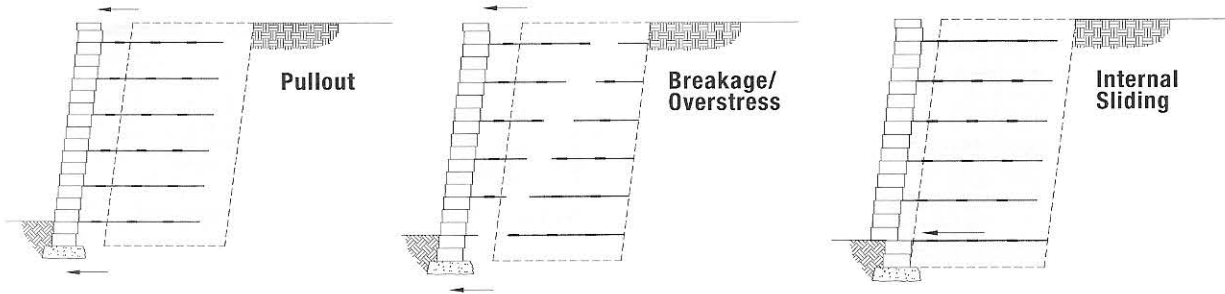 Pullout
Breakage/
Overstress
Internal
Sliding